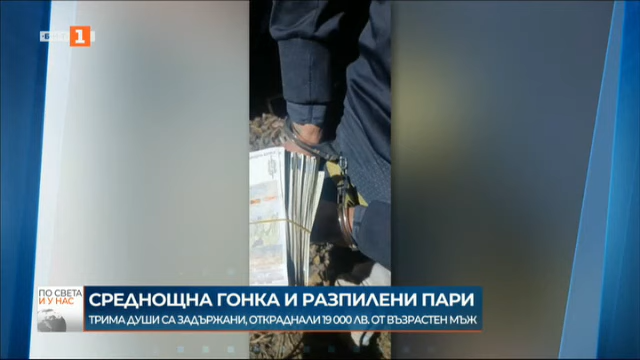 БНТ 1
ПО СВЕТА
И У НАС
СРЕДНОЩНА ГОНКА И РАЗПИЛЕНИ ПАРИ
ТРИМА ДУШИ СА ЗАДЪРЖАНИ, ОТКРАДНАЛИ 19 000 ЛВ. ОТ ВЪЗРАСТЕН МЪЖ